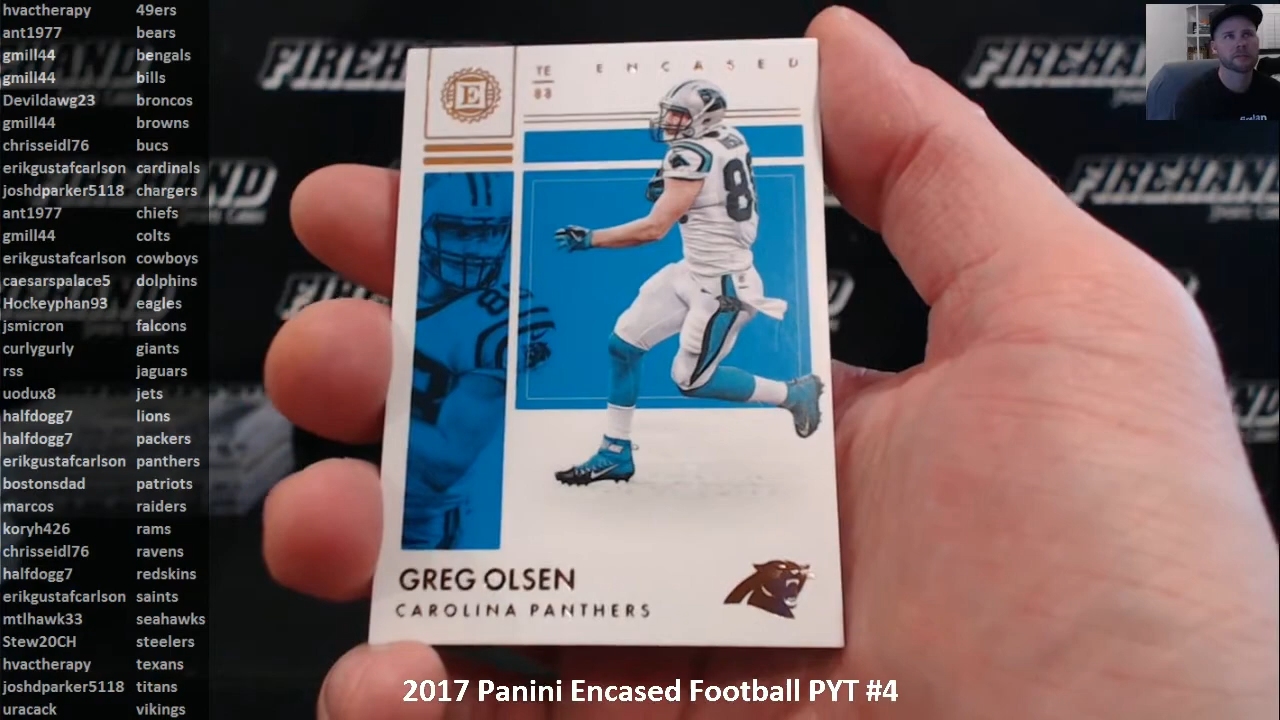 hvactherapy 49ers
ant1977 bears
gmill44 bengals
gmill44 bills
Devildawg23 broncos
gmill44 browns
chrisseidl76 bucs
erikgustafcarlson cardinals
joshdparker5118 chargers
ant1977 chiefs
gmill44 colts
erikgustafcarlson cowboys
caesarspalace5 dolphins
Hockeyphan93 eagles
jsmicron falcons
curlygurly giants
rss jaguars
uodux8 jets
halfdogg7 lions
halfdogg7 packers
erikgustafcarlson panthers
bostonsdad patriots
marcos raiders
koryh426 rams
chrisseidl76 ravens
halfdogg7 redskins
erikgustafcarlson saints
mtlhawk33 seahawks
Stew20CH steelers
hvactherapy texans
joshdparker5118 titans
uracack vikings
FIREHAND
FIREHAN
E
TE
88
ENCASED
GREG OLSEN
CAROLINA PANTHERS
2017 Panini Encased Football PYT #4